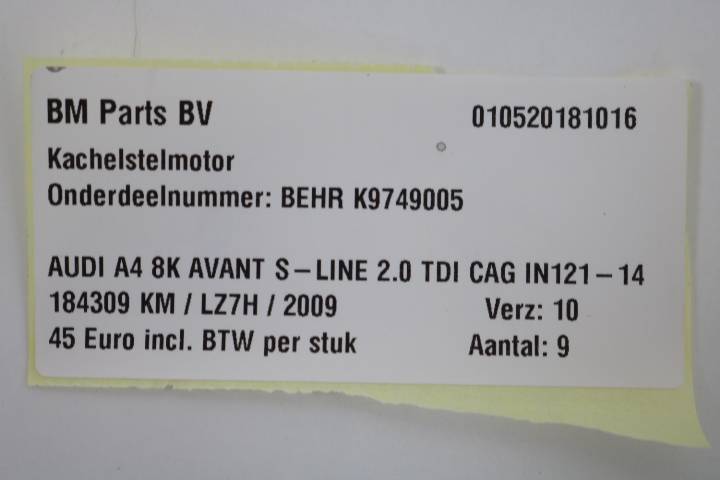 BM Parts BV 010520181016
Kachelstelmotor
Onderdeelnummer: BEHR K9749005
AUDI A4 8K AVANT S-LINE 2.0 TDI CAG IN121-14
184309 KM / LZ7H / 2009 Verz: 10
45 Euro incl. BTW per stuk Aantal: 9